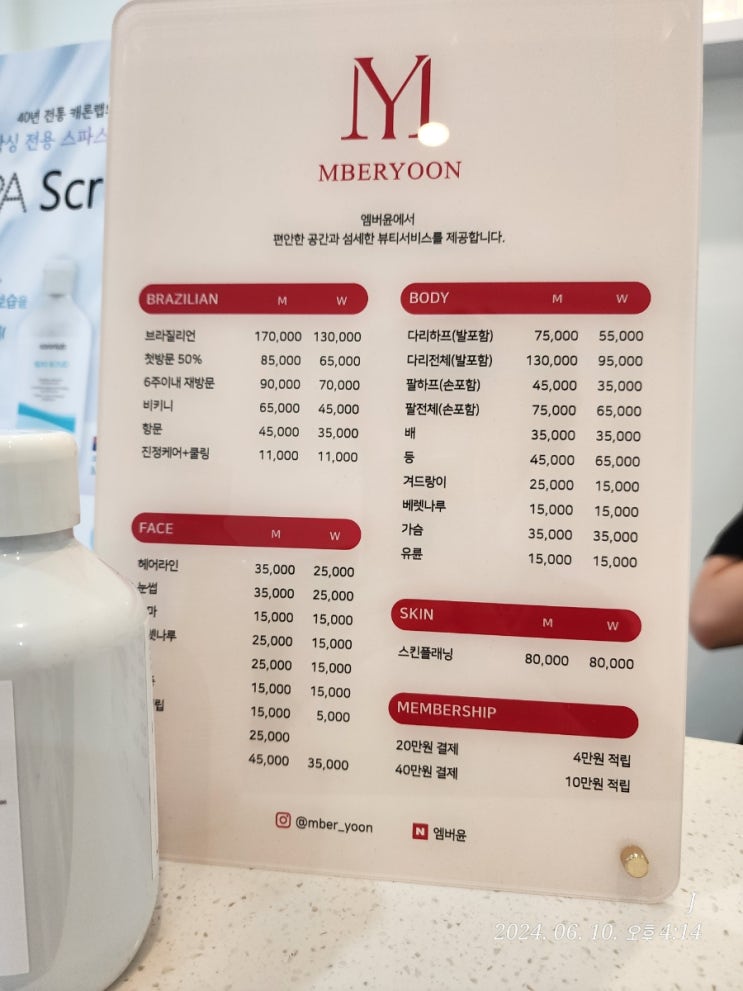 40년 전통
전용 스파
Scr
MY
MBERYOON
엠버윤에서
편안한 공간과 섬세한 뷰티서비스를 제공합니다.
BRAZILIAN M W
브라질리언 170,000 130,000
첫방문 50% 85,000 65,000
6주이내 재방문 90,000 70,000
비키니 65,000 45,000
항문 45,000 35,000
진정케어+쿨링 11,000 11,000
FACE M W
헤어라인 35,000 25,000
눈썹 35,000 25,000
마 15,000 15,000
렛나루 25,000 15,000
25,000 15,000
15,000 15,000
립 15,000 5,000
25,000
45,000 35,000
BODY M W
다리하프(발포함) 75,000 55,000
다리전체(발포함) 130,000 95,000
팔하프(손포함) 45,000 35,000
팔전체(손포함) 75,000 65,000
배 35,000 35,000
등 45,000 65,000
겨드랑이 25,000 15,000
베렛나루 15,000 15,000
가슴 35,000 35,000
유륜 15,000 15,000
SKIN M W
스킨플래닝 80,000 80,000
MEMBERSHIP
20만원 결제 4만원 적립
40만원 결제 10만원 적립
@mber_yoon
N 엠버윤
J
2024. 06. 10. 오후 4:14